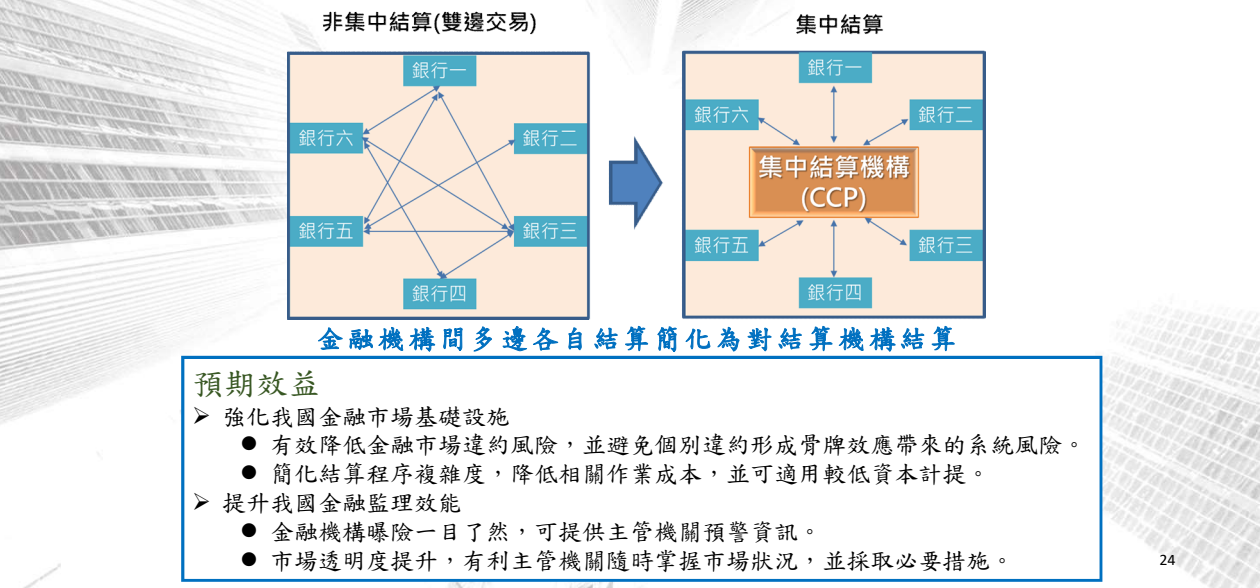 非集中結算(雙邊交易)
銀行一
銀行六
銀行二
銀行五
銀行三
銀行四
集中結算
銀行一
銀行六
銀行二
集中結算機構
(CCP)
銀行五
銀行三
銀行四
金融機構間多邊各自結算簡化為對結算機構結算
預期效益
➢ 強化我國金融市場基礎設施
● 有效降低金融市場違約風險，並避免個別違約形成骨牌效應帶來的系統風險。
● 簡化結算程序複雜度，降低相關作業成本，並可適用較低資本計提。
➢ 提升我國金融監理效能
● 金融機構曝險一目了然，可提供主管機關預警資訊。
● 市場透明度提升，有利主管機關隨時掌握市場狀況，並採取必要措施。
24